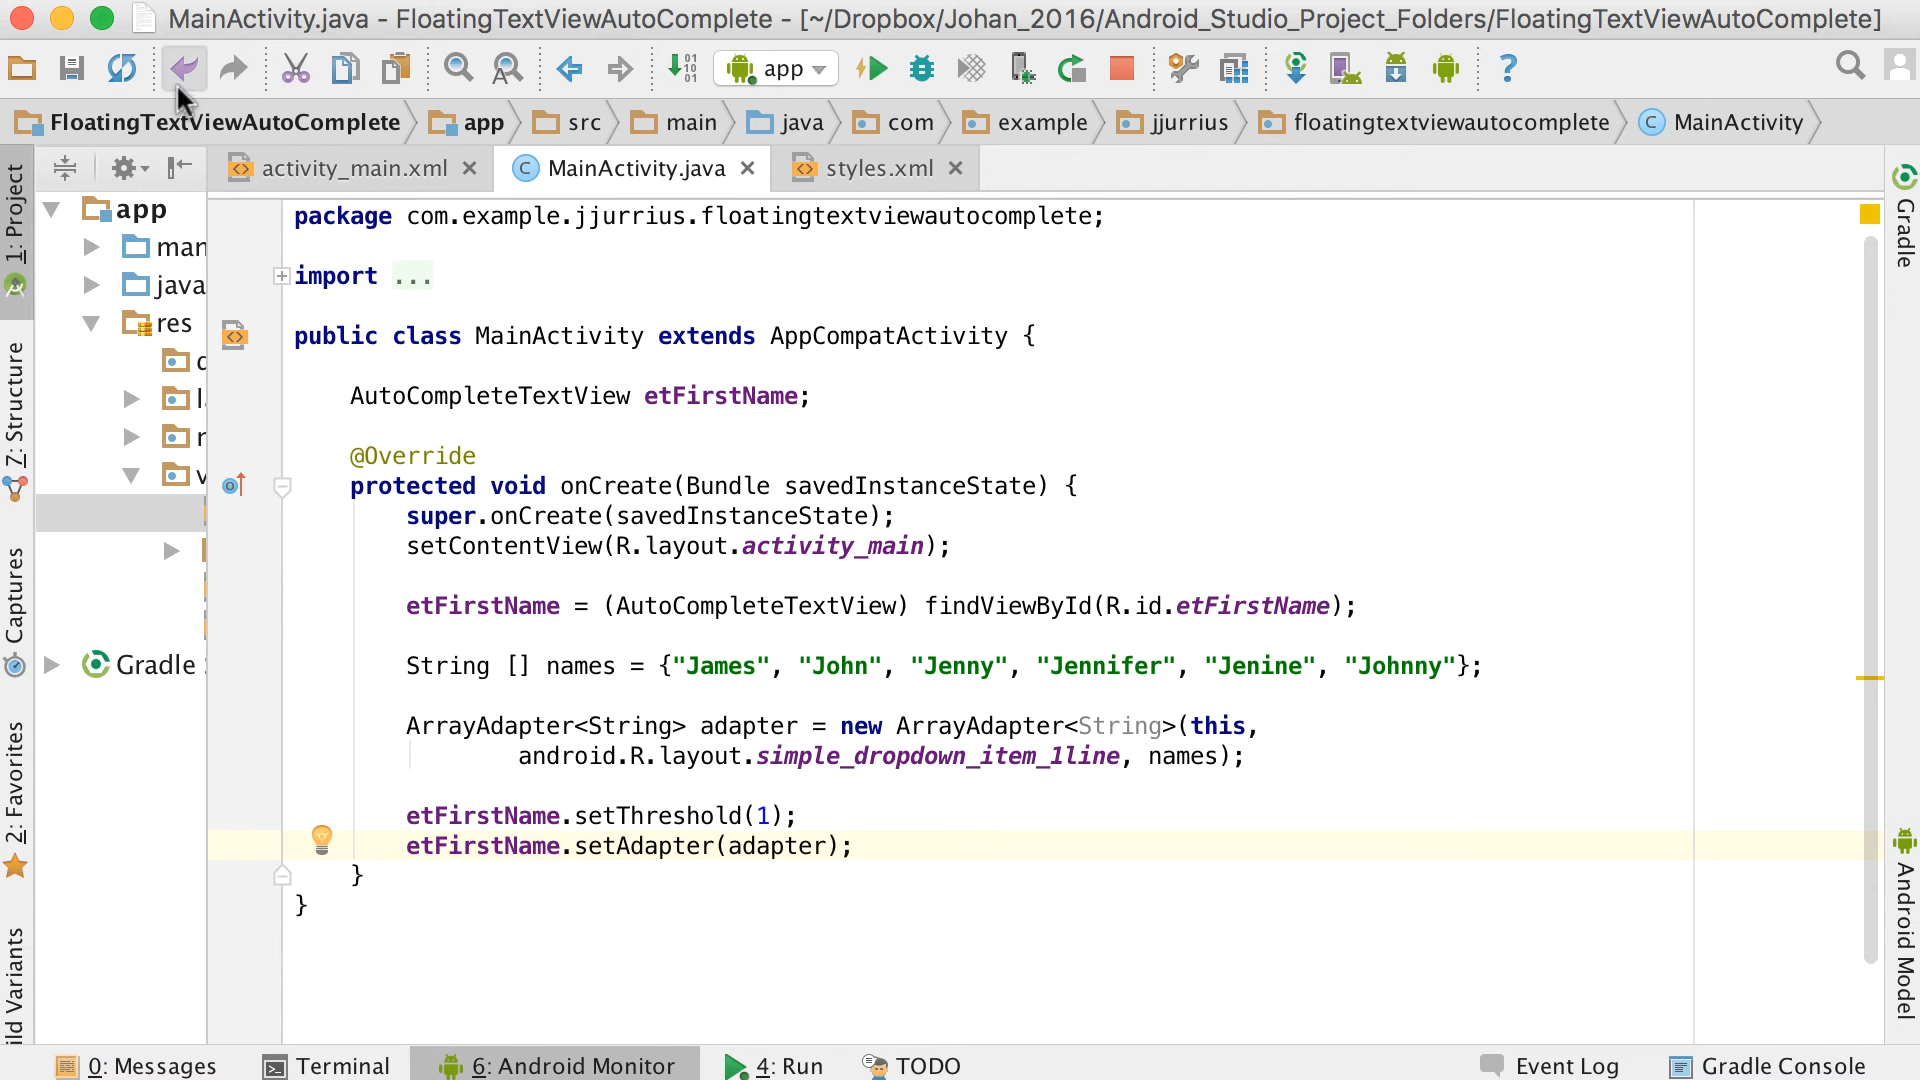 MainActivity.java - FloatingTextViewAutoComplete - [~/Dropbox/Johan_2016/Android_Studio_Project_Folders/FloatingTextViewAutoComplete]
app
FloatingTextViewAutoComplete app src main java com example jjurrius floatingtextviewautocomplete MainActivity
activity_main.xml MainActivity.java styles.xml
1: Project
7: Structure
Captures
2: Favorites
ild Variants
app
man
java
res
Gradle
package com.example.jjurrius.floatingtextviewautocomplete;
import ...
public class MainActivity extends AppCompatActivity {
AutoCompleteTextView etFirstName;
@Override
protected void onCreate(Bundle savedInstanceState) {
super.onCreate(savedInstanceState);
setContentView(R.layout.activity_main);
etFirstName = (AutoCompleteTextView) findViewById(R.id.etFirstName);
String [] names = {"James", "John", "Jenny", "Jennifer", "Jenine", "Johnny"};
ArrayAdapter<String> adapter = new ArrayAdapter<String>(this,
android.R.layout.simple_dropdown_item_1line, names);
etFirstName.setThreshold(1);
etFirstName.setAdapter(adapter);
}
}
Gradle
Android Model
0: Messages Terminal 6: Android Monitor 4: Run TODO Event Log Gradle Console